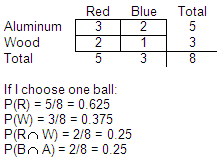 Red Blue Total
Aluminum 3 2 5
Wood 2 1 3
Total 5 3 8
If I choose one ball:
P(R) = 5/8 = 0.625
P(W) = 3/8 = 0.375
P(R∩ W) = 2/8 = 0.25
P(B∩ A) = 2/8 = 0.25